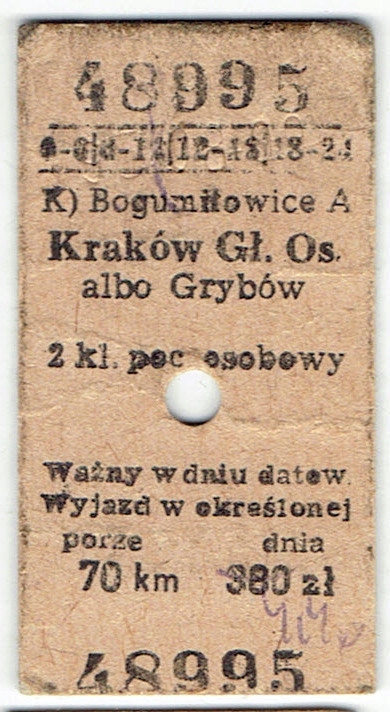 48995
0-6|6-12|12-18|18-24
K) Bogumiłowice A
Kraków Gł. Os.
albo Grybów
2 kl. poc osobowy
Ważny w dniu datow.
Wyjazd w określonej
porze dnia
70 km 380 zł
48995